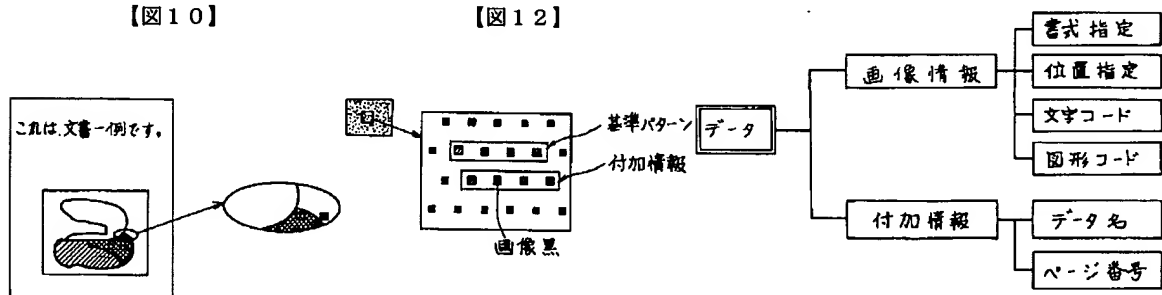 【図10】
これは、文書一例です。
【図12】
基準パターン
付加情報
画像黒
データ
画像情報
書式指定
位置指定
文字コード
図形コード
付加情報
データ名
ページ番号